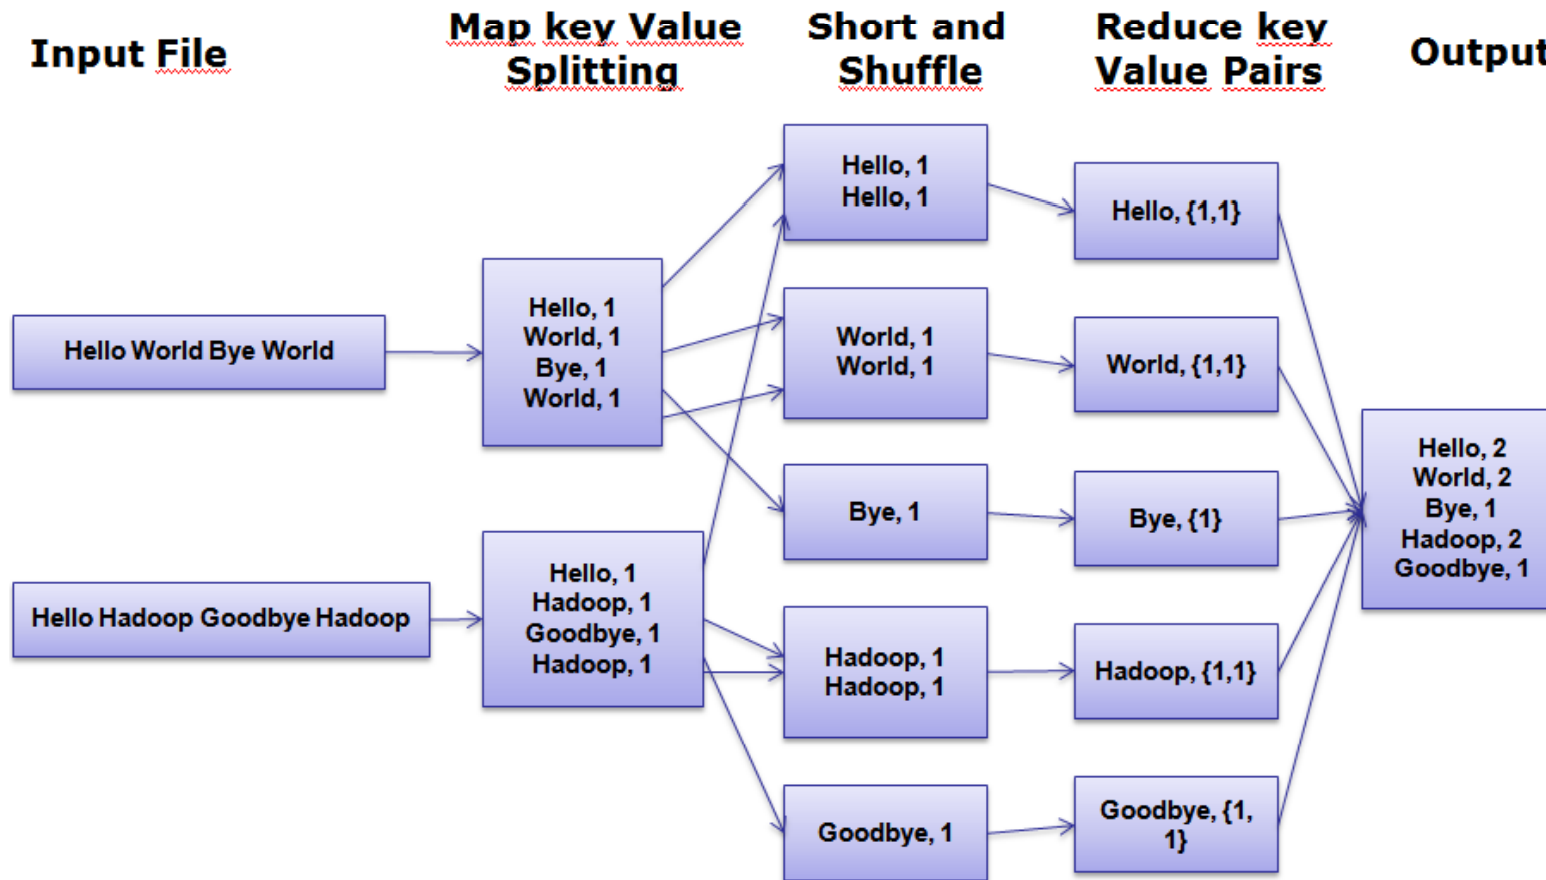 Input File
Map key Value
Splitting
Short and
Shuffle
Reduce key
Value Pairs
Output
Hello World Bye World
Hello Hadoop Goodbye Hadoop
Hello, 1
World, 1
Bye, 1
World, 1
Hello, 1
Hadoop, 1
Goodbye, 1
Hadoop, 1
Hello, 1
Hello, 1
World, 1
World, 1
Bye, 1
Hadoop, 1
Hadoop, 1
Goodbye, 1
Hello, {1,1}
World, {1,1}
Bye, {1}
Hadoop, {1,1}
Goodbye, {1,
1}
Hello, 2
World, 2
Bye, 1
Hadoop, 2
Goodbye, 1